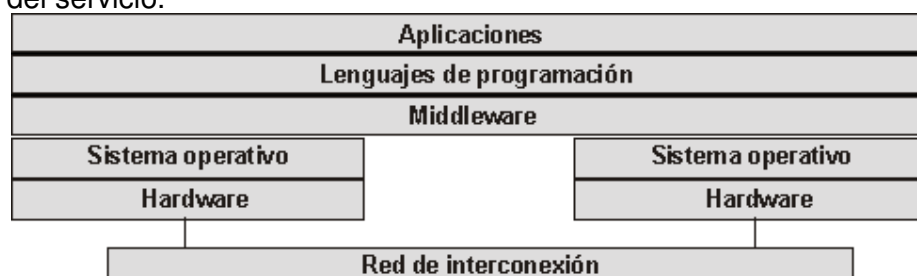 del servicio.
Aplicaciones
Lenguajes de programación
Middleware
Sistema operativo Sistema operativo
Hardware Hardware
Red de interconexión